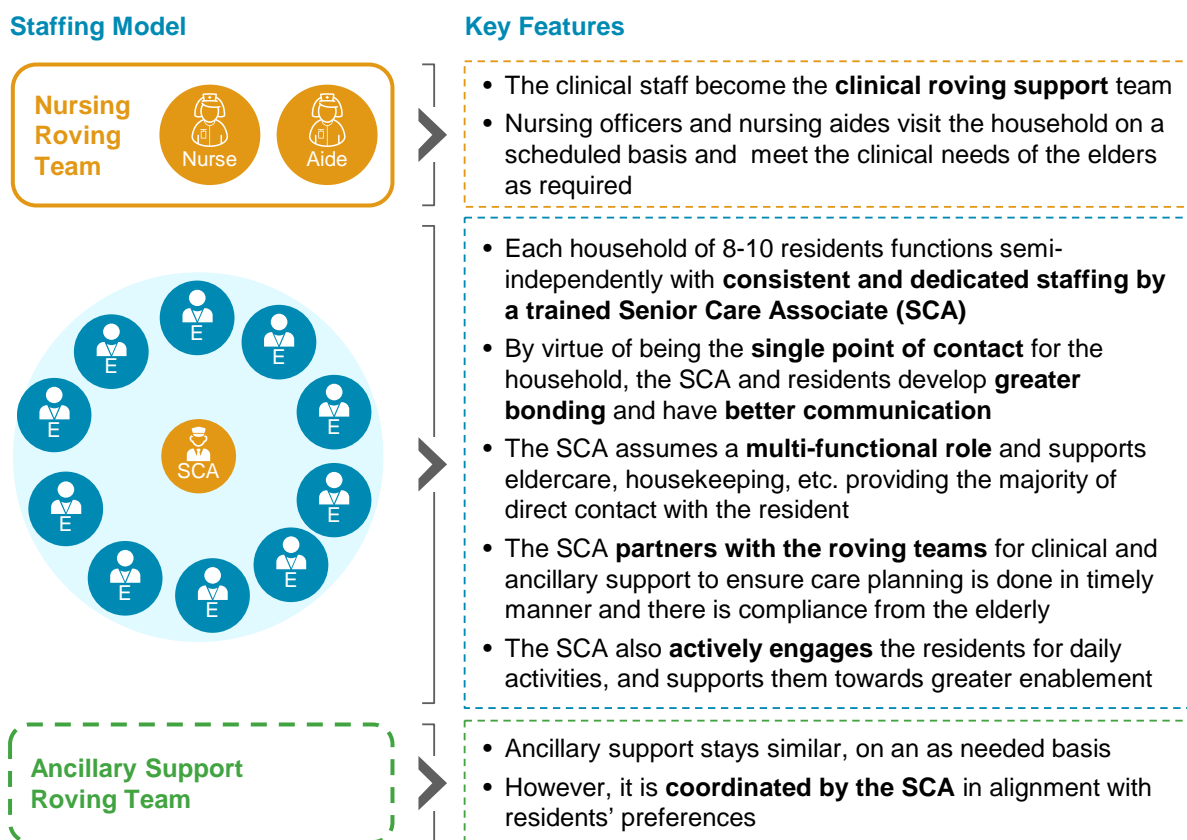 Staffing Model
Key Features
Nursing
Roving
Team
Nurse
Aide
• The clinical staff become the clinical roving support team
• Nursing officers and nursing aides visit the household on a
scheduled basis and meet the clinical needs of the elders
as required
E
E
E
E
E
E
E
E
E
E
SCA
• Each household of 8-10 residents functions semi-
independently with consistent and dedicated staffing by
a trained Senior Care Associate (SCA)
• By virtue of being the single point of contact for the
household, the SCA and residents develop greater
bonding and have better communication
• The SCA assumes a multi-functional role and supports
eldercare, housekeeping, etc. providing the majority of
direct contact with the resident
• The SCA partners with the roving teams for clinical and
ancillary support to ensure care planning is done in timely
manner and there is compliance from the elderly
• The SCA also actively engages the residents for daily
activities, and supports them towards greater enablement
Ancillary Support
Roving Team
• Ancillary support stays similar, on an as needed basis
• However, it is coordinated by the SCA in alignment with
residents’ preferences